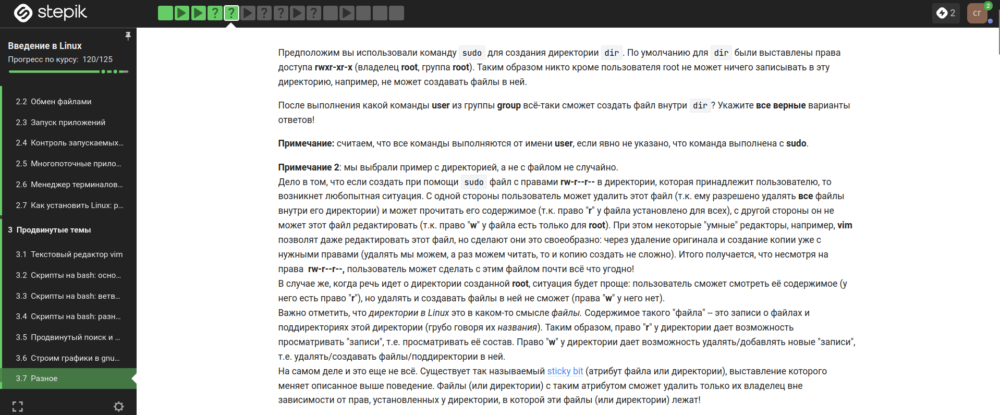 stepik
2
СГ
2
Введение в Linux
Прогресс по курсу: 120/125
2.2 Обмен файлами
2.3 Запуск приложений
2.4 Контроль запускаемых...
2.5 Многопоточные прило...
2.6 Менеджер терминалов...
2.7 Как установить Linux: р...
3 Продвинутые темы
3.1 Текстовый редактор vim
3.2 Скрипты на bash: осно...
3.3 Скрипты на bash: ветв...
3.4 Скрипты на bash: разн...
3.5 Продвинутый поиск и ...
3.6 Строим графики в gnu...
3.7 Разное
Предположим вы использовали команду sudo для создания директории dir. По умолчанию для dir были выставлены права
доступа rwxr-xr-x (владелец root, группа root). Таким образом никто кроме пользователя root не может ничего записывать в эту
директорию, например, не может создавать файлы в ней.
После выполнения какой команды user из группы group всё-таки сможет создать файл внутри dir? Укажите все верные варианты
ответов!
Примечание: считаем, что все команды выполняются от имени user, если явно не указано, что команда выполнена с sudo.
Примечание 2: мы выбрали пример с директорией, а не с файлом не случайно.
Дело в том, что если создать при помощи sudo файл с правами rw-r--r-- в директории, которая принадлежит пользователю, то
возникнет любопытная ситуация. С одной стороны пользователь может удалить этот файл (т.к. ему разрешено удалять все файлы
внутри его директории) и может прочитать его содержимое (т.к. право "r" у файла установлено для всех), с другой стороны он не
может этот файл редактировать (т.к. право "w" у файла есть только для root). При этом некоторые "умные" редакторы, например, vim
позволят даже редактировать этот файл, но сделают они это своеобразно: через удаление оригинала и создание копии уже с
нужными правами (удалять мы можем, а раз можем читать, то и копию создать не сложно). Итого получается, что несмотря на
права rw-r--r--, пользователь может сделать с этим файлом почти всё что угодно!
В случае же, когда речь идет о директории созданной root, ситуация будет проще: пользователь сможет смотреть её содержимое (у
него есть право "r"), но удалять и создавать файлы в ней не сможет (права "w" у него нет).
Важно отметить, что директории в Linux это в каком-то смысле файлы. Содержимое такого "файла" -- это записи о файлах и
поддиректориях этой директории (грубо говоря их названия). Таким образом, право "r" у директории дает возможность
просматривать "записи", т.е. просматривать её состав. Право "w" у директории дает возможность удалять/добавлять новые "записи",
т.е. удалять/создавать файлы/поддиректории в ней.
На самом деле и это еще не всё. Существует так называемый sticky bit (атрибут файла или директории), выставление которого
меняет описанное выше поведение. Файлы (или директории) с таким атрибутом сможет удалить только их владелец вне
зависимости от прав, установленных у директории, в которой эти файлы (или директории) лежат!